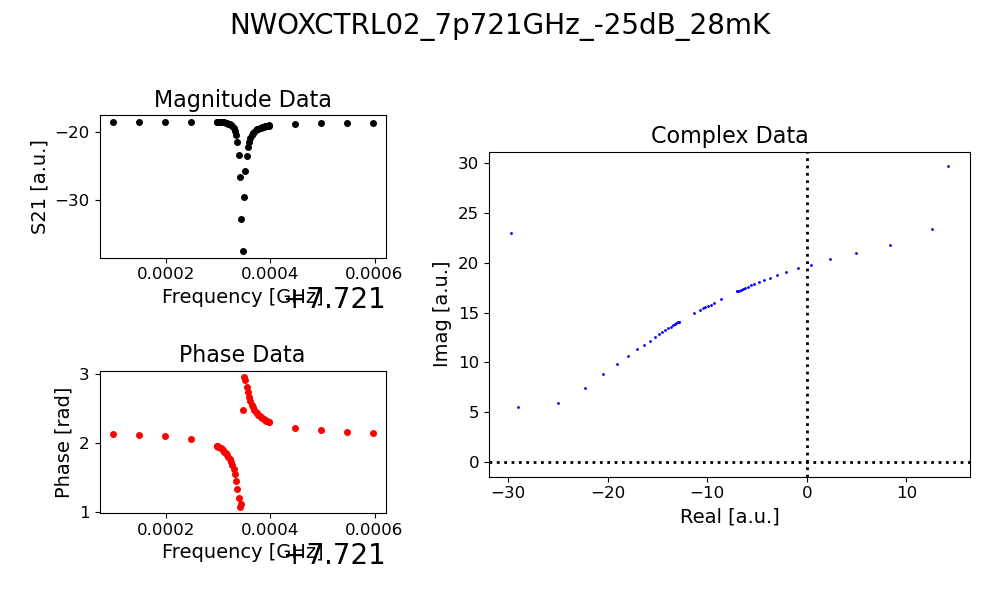 NWOXCTRL02_7p721GHz_-25dB_28mK
Magnitude Data
S21 [a.u.]
−20
−30
0.0002 0.0004 0.0006
Frequency [GHz]
+7.721
Phase Data
Phase [rad]
3
2
1
0.0002 0.0004 0.0006
Frequency [GHz]
+7.721
Complex Data
Imag [a.u.]
30
25
20
15
10
5
0
−30 −20 −10 0 10
Real [a.u.]